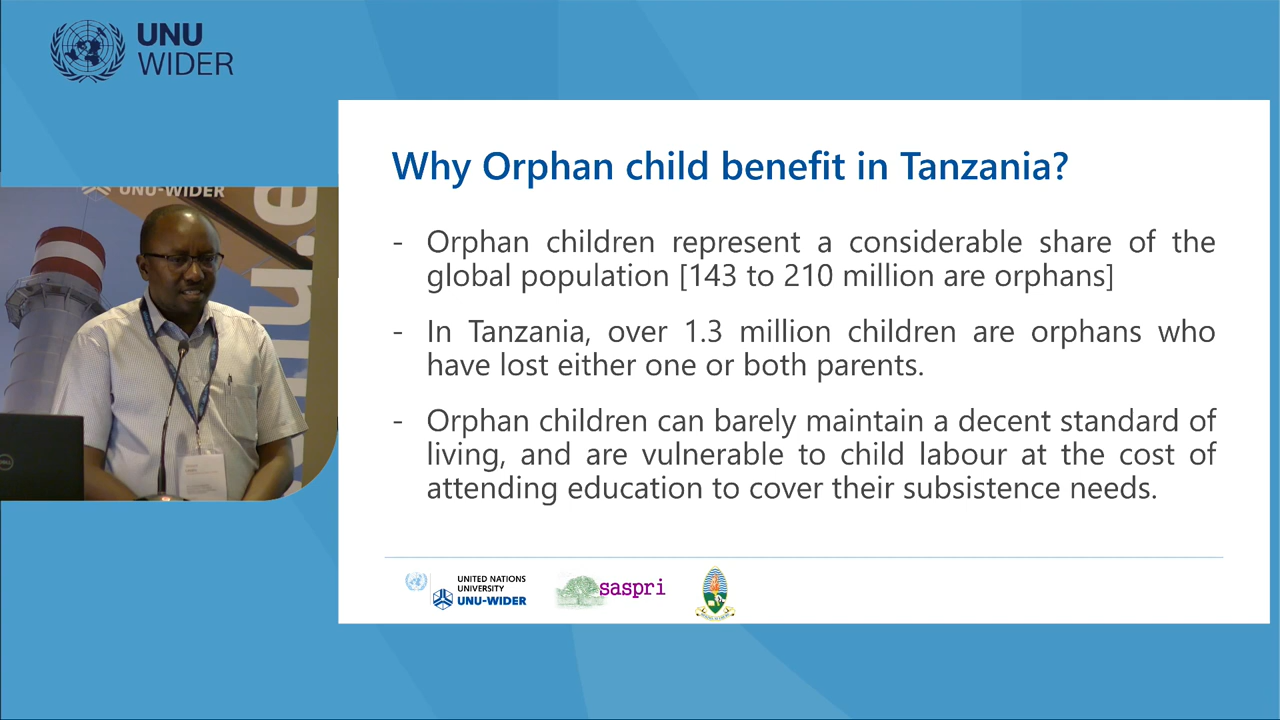 UNU
WIDER
UNU-WIDER
Why Orphan child benefit in Tanzania?
- Orphan children represent a considerable share of the
global population [143 to 210 million are orphans]
- In Tanzania, over 1.3 million children are orphans who
have lost either one or both parents.
- Orphan children can barely maintain a decent standard of
living, and are vulnerable to child labour at the cost of
attending education to cover their subsistence needs.
UNITED NATIONS
UNIVERSITY
UNU-WIDER
saspri